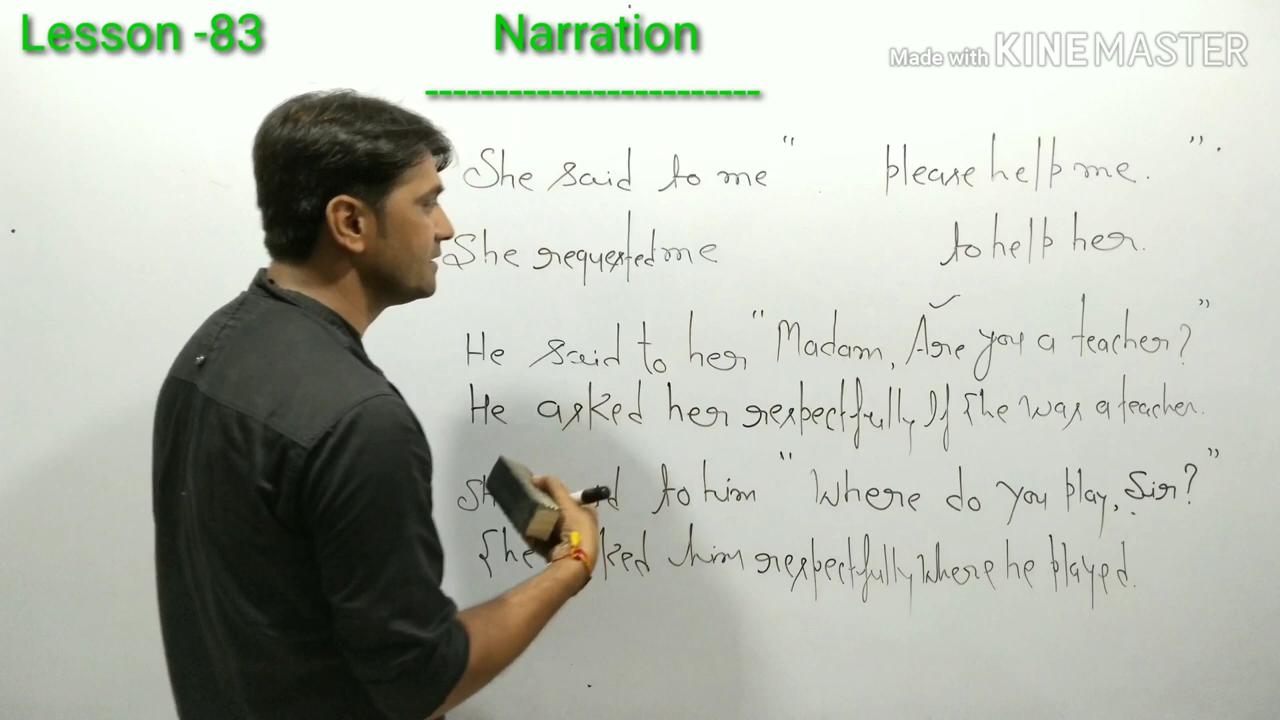 Lesson -83
Narration
Made with KINEMASTER
She said to me " please help me. ".
She requested me to help her.
He said to her " Madam, Are you a teacher? "
He asked her respectfully If She was a teacher.
to him " Where do you play, Sir? "
him respectfully Where he played.